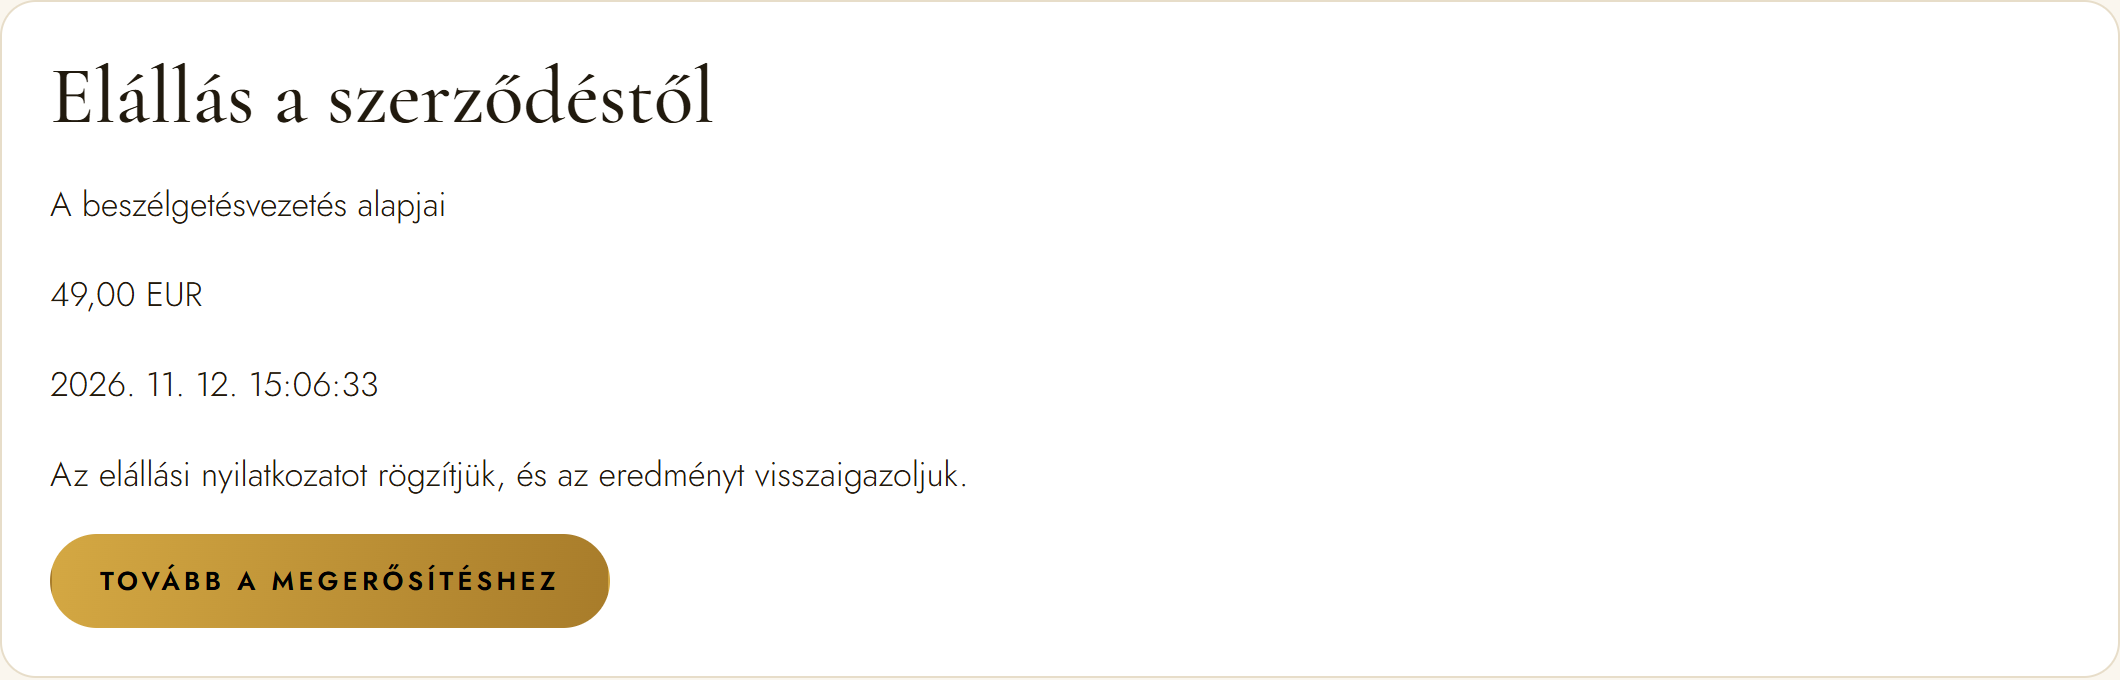 Elállás a szerződéstől
A beszélgetésvezetés alapjai
49,00 EUR
2026. 11. 12. 15:06:33
Az elállási nyilatkozatot rögzítjük, és az eredményt visszaigazoljuk.
TOVÁBB A MEGERŐSÍTÉSHEZ